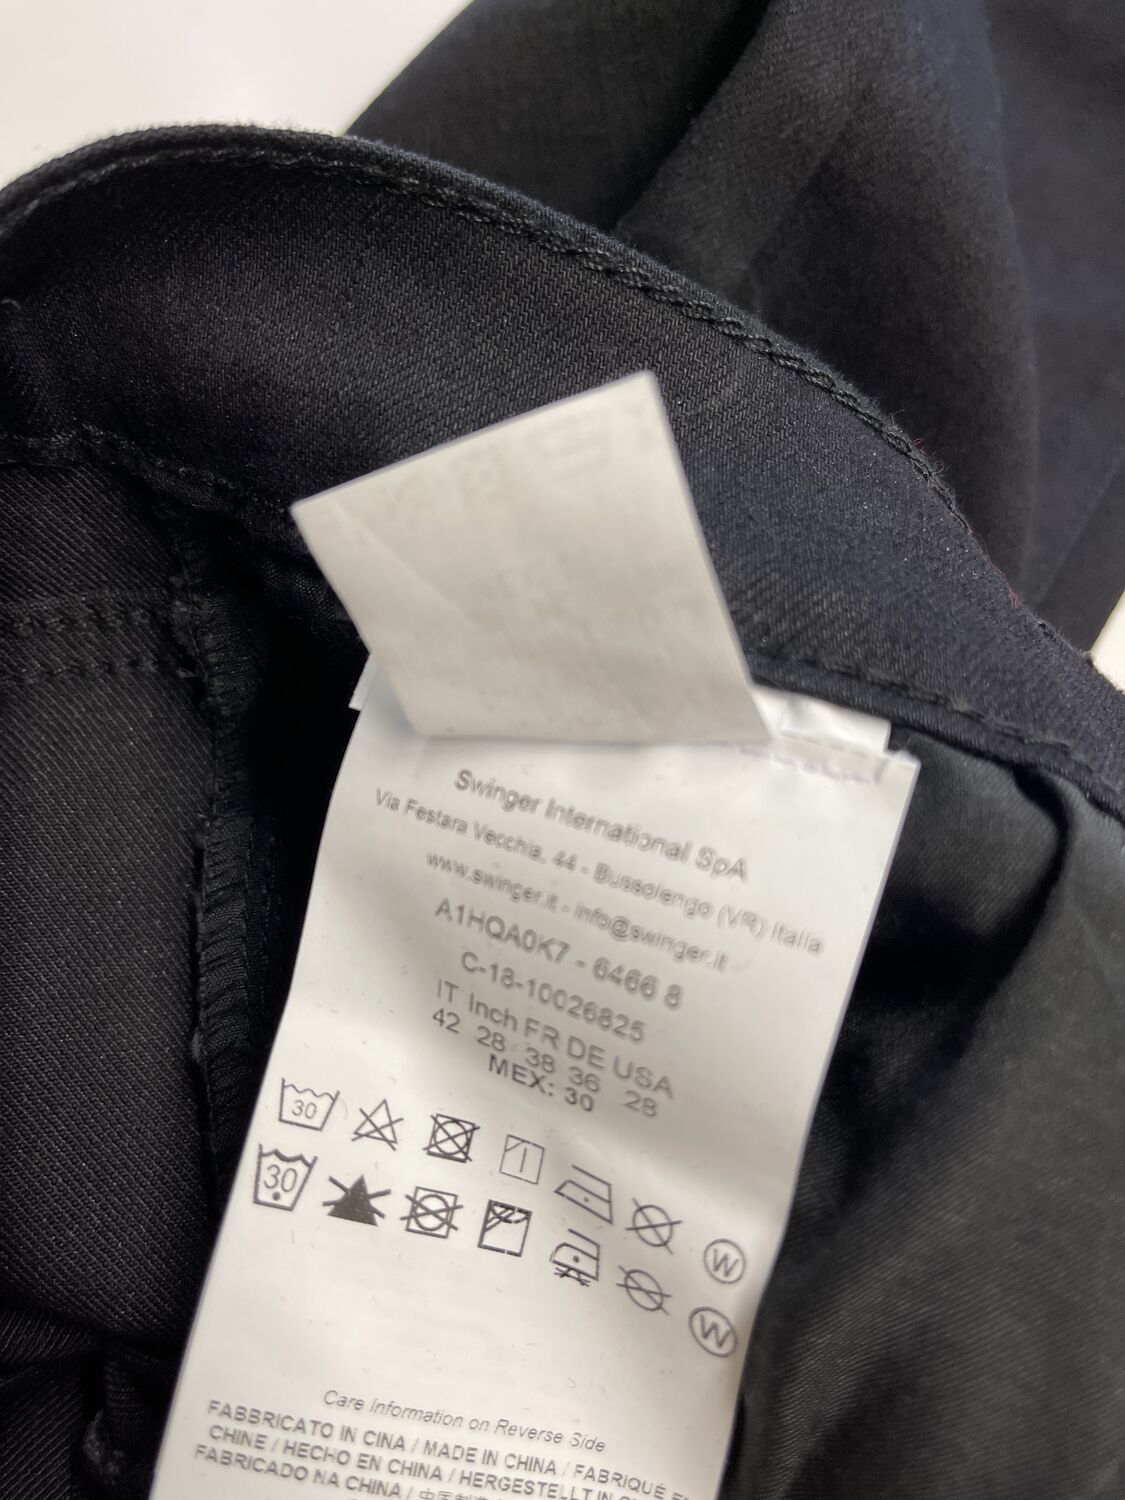 Swinger International SpA
Via Festara Vecchia, 44 - Bussolengo (VR) Italia
www.swinger.it - info@swinger.it
A1HQA0K7 - 6466 8
C-18-10026825
IT Inch FR DE USA
42 28 38 36 28
MEX: 30
30
30
W
W
Care Information on Reverse Side
FABBRICATO IN CINA / MADE IN CHINA / FABRIQUÉ E
CHINE / HECHO EN CHINA / HERGESTELLT IN
FABRICADO NA CHINA /